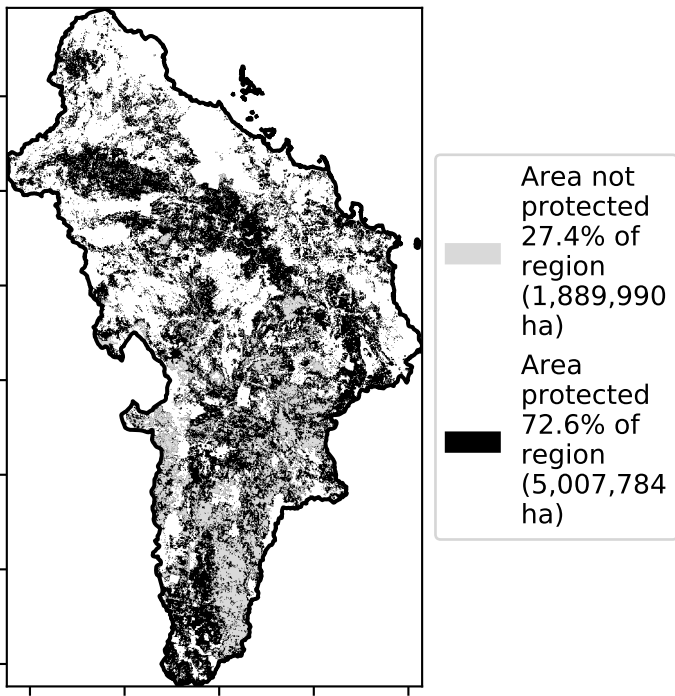 Area not
protected
27.4% of
region
(1,889,990
ha)
Area
protected
72.6% of
region
(5,007,784
ha)